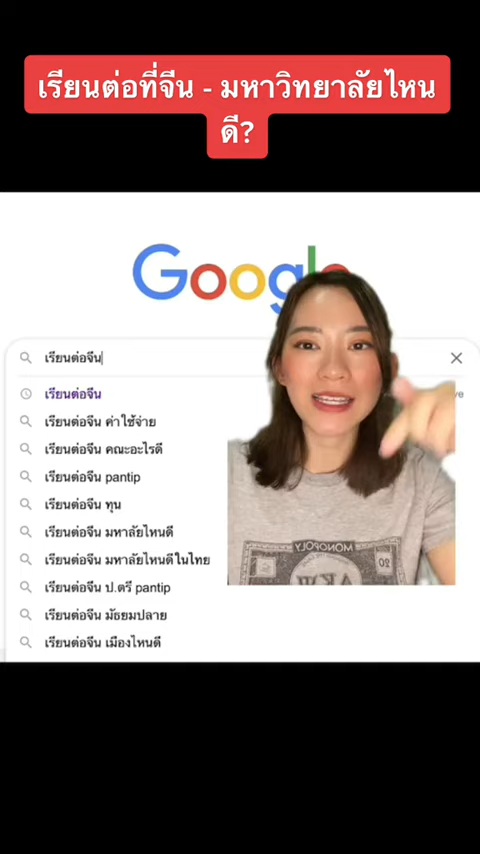 เรียนต่อที่จีน - มหาวิทยาลัยไหน
ดี?
Google
เรียนต่อจีน
เรียนต่อจีน
เรียนต่อจีน ค่าใช้จ่าย
เรียนต่อจีน คณะอะไรดี
เรียนต่อจีน pantip
เรียนต่อจีน ทุน
เรียนต่อจีน มหาลัยไหนดี
เรียนต่อจีน มหาลัยไหนดี ในไทย
เรียนต่อจีน ป.ตรี pantip
เรียนต่อจีน มัธยมปลาย
เรียนต่อจีน เมืองไหนดี
MONOPOLY
20